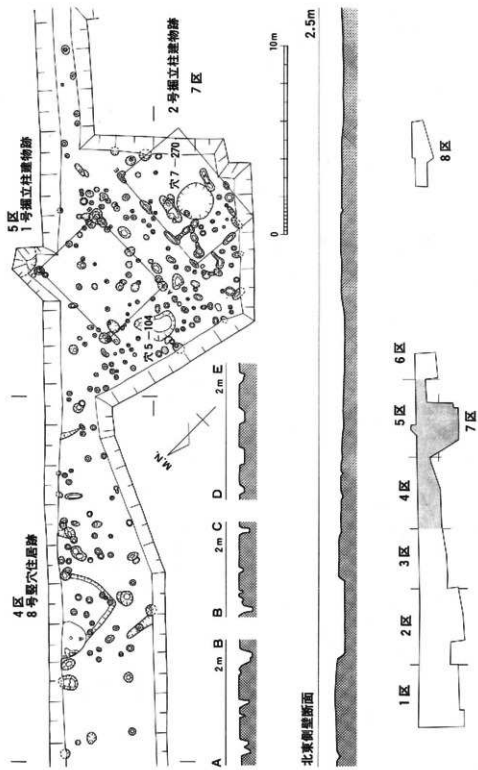 5区
1号掘立柱建物跡
2号掘立柱建物跡
7区
穴7-270
穴5-104
4区
8号竪穴住居跡
M.N.
0 10m
A 2m B
B 2m C
D 2m E
北東側壁断面
2.5m
1区
2区
3区
4区
5区
6区
7区
8区